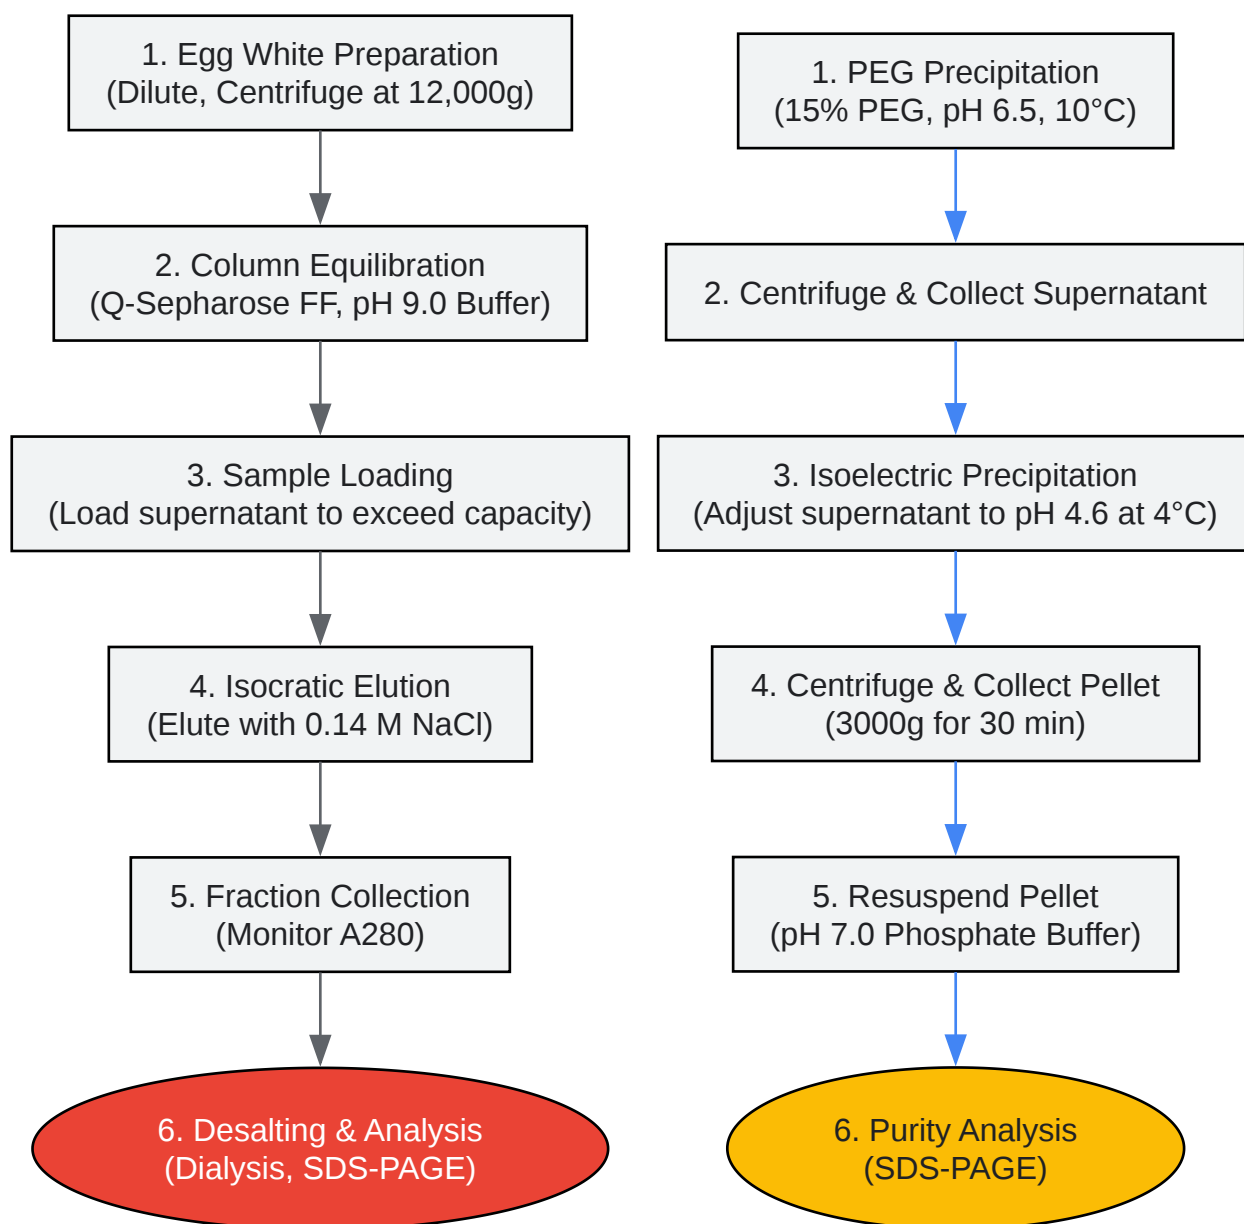 1. Egg White Preparation
(Dilute, Centrifuge at 12,000g)
2. Column Equilibration
(Q-Sepharose FF, pH 9.0 Buffer)
3. Sample Loading
(Load supernatant to exceed capacity)
4. Isocratic Elution
(Elute with 0.14 M NaCl)
5. Fraction Collection
(Monitor A280)
6. Desalting & Analysis
(Dialysis, SDS-PAGE)
1. PEG Precipitation
(15% PEG, pH 6.5, 10°C)
2. Centrifuge & Collect Supernatant
3. Isoelectric Precipitation
(Adjust supernatant to pH 4.6 at 4°C)
4. Centrifuge & Collect Pellet
(3000g for 30 min)
5. Resuspend Pellet
(pH 7.0 Phosphate Buffer)
6. Purity Analysis
(SDS-PAGE)